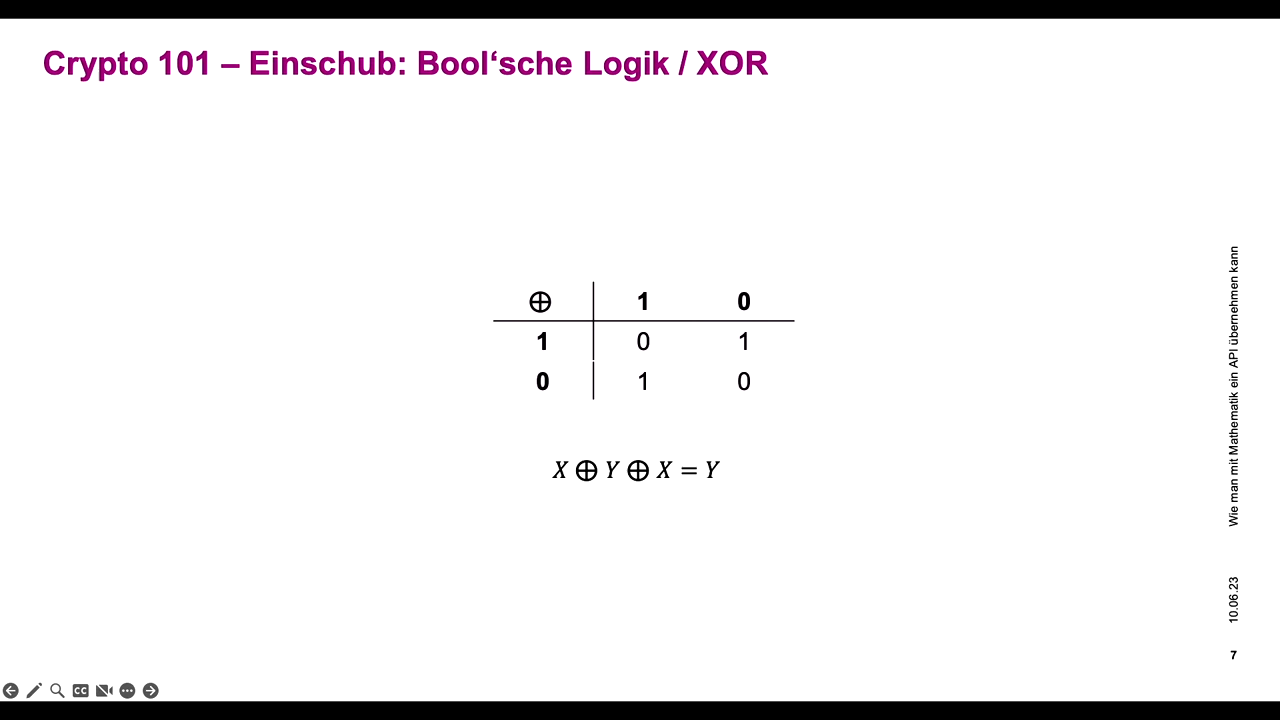 Crypto 101 – Einschub: Bool‘sche Logik / XOR
⊕ 1 0
1 0 1
0 1 0
X ⊕ Y ⊕ X = Y
Wie man mit Mathematik ein API übernehmen kann
10.06.23
7
CC